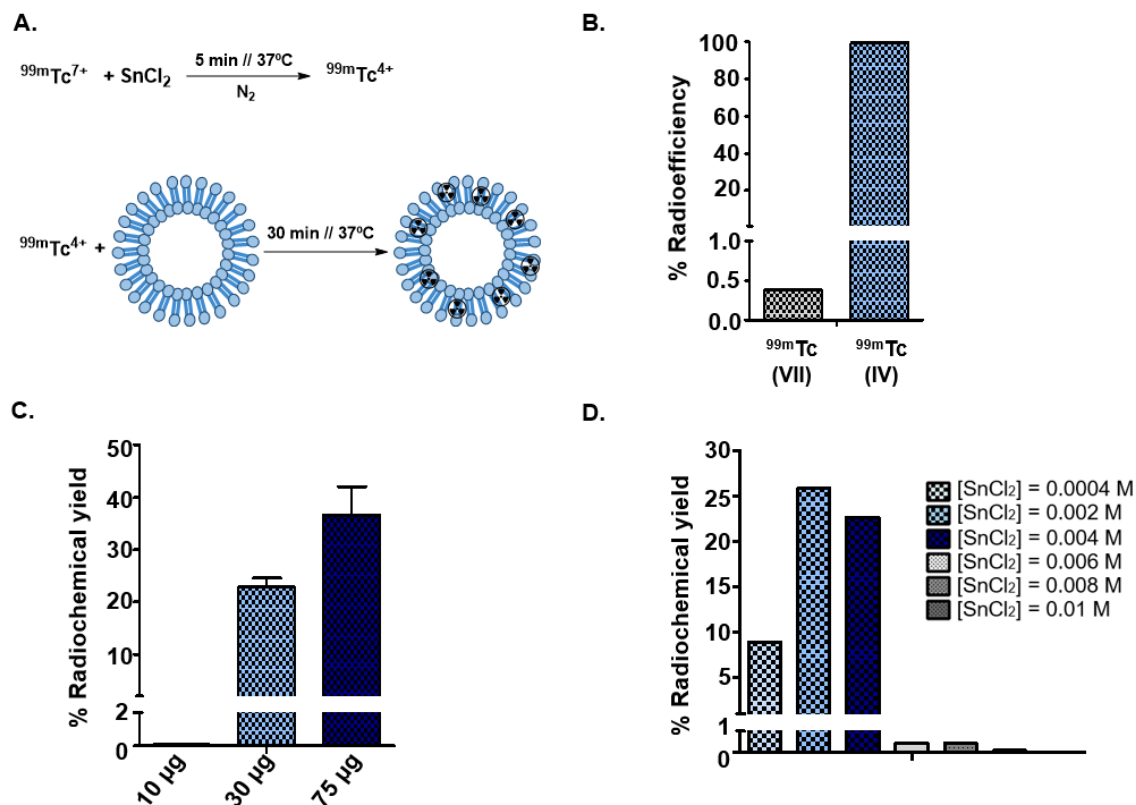 A.
⁹⁹ᵐTc⁷⁺ + SnCl₂ 5 min // 37ºC N₂ ⁹⁹ᵐTc⁴⁺
⁹⁹ᵐTc⁴⁺ + 30 min // 37ºC
B.
% Radioefficiency
100
80
60
40
20
1.0
0.5
0.0
⁹⁹ᵐTc (VII)
⁹⁹ᵐTc (IV)
C.
% Radiochemical yield
50
40
30
20
10
2
0
10 µg
30 µg
75 µg
D.
% Radiochemical yield
30
25
20
15
10
5
1
0
[SnCl₂] = 0.0004 M
[SnCl₂] = 0.002 M
[SnCl₂] = 0.004 M
[SnCl₂] = 0.006 M
[SnCl₂] = 0.008 M
[SnCl₂] = 0.01 M